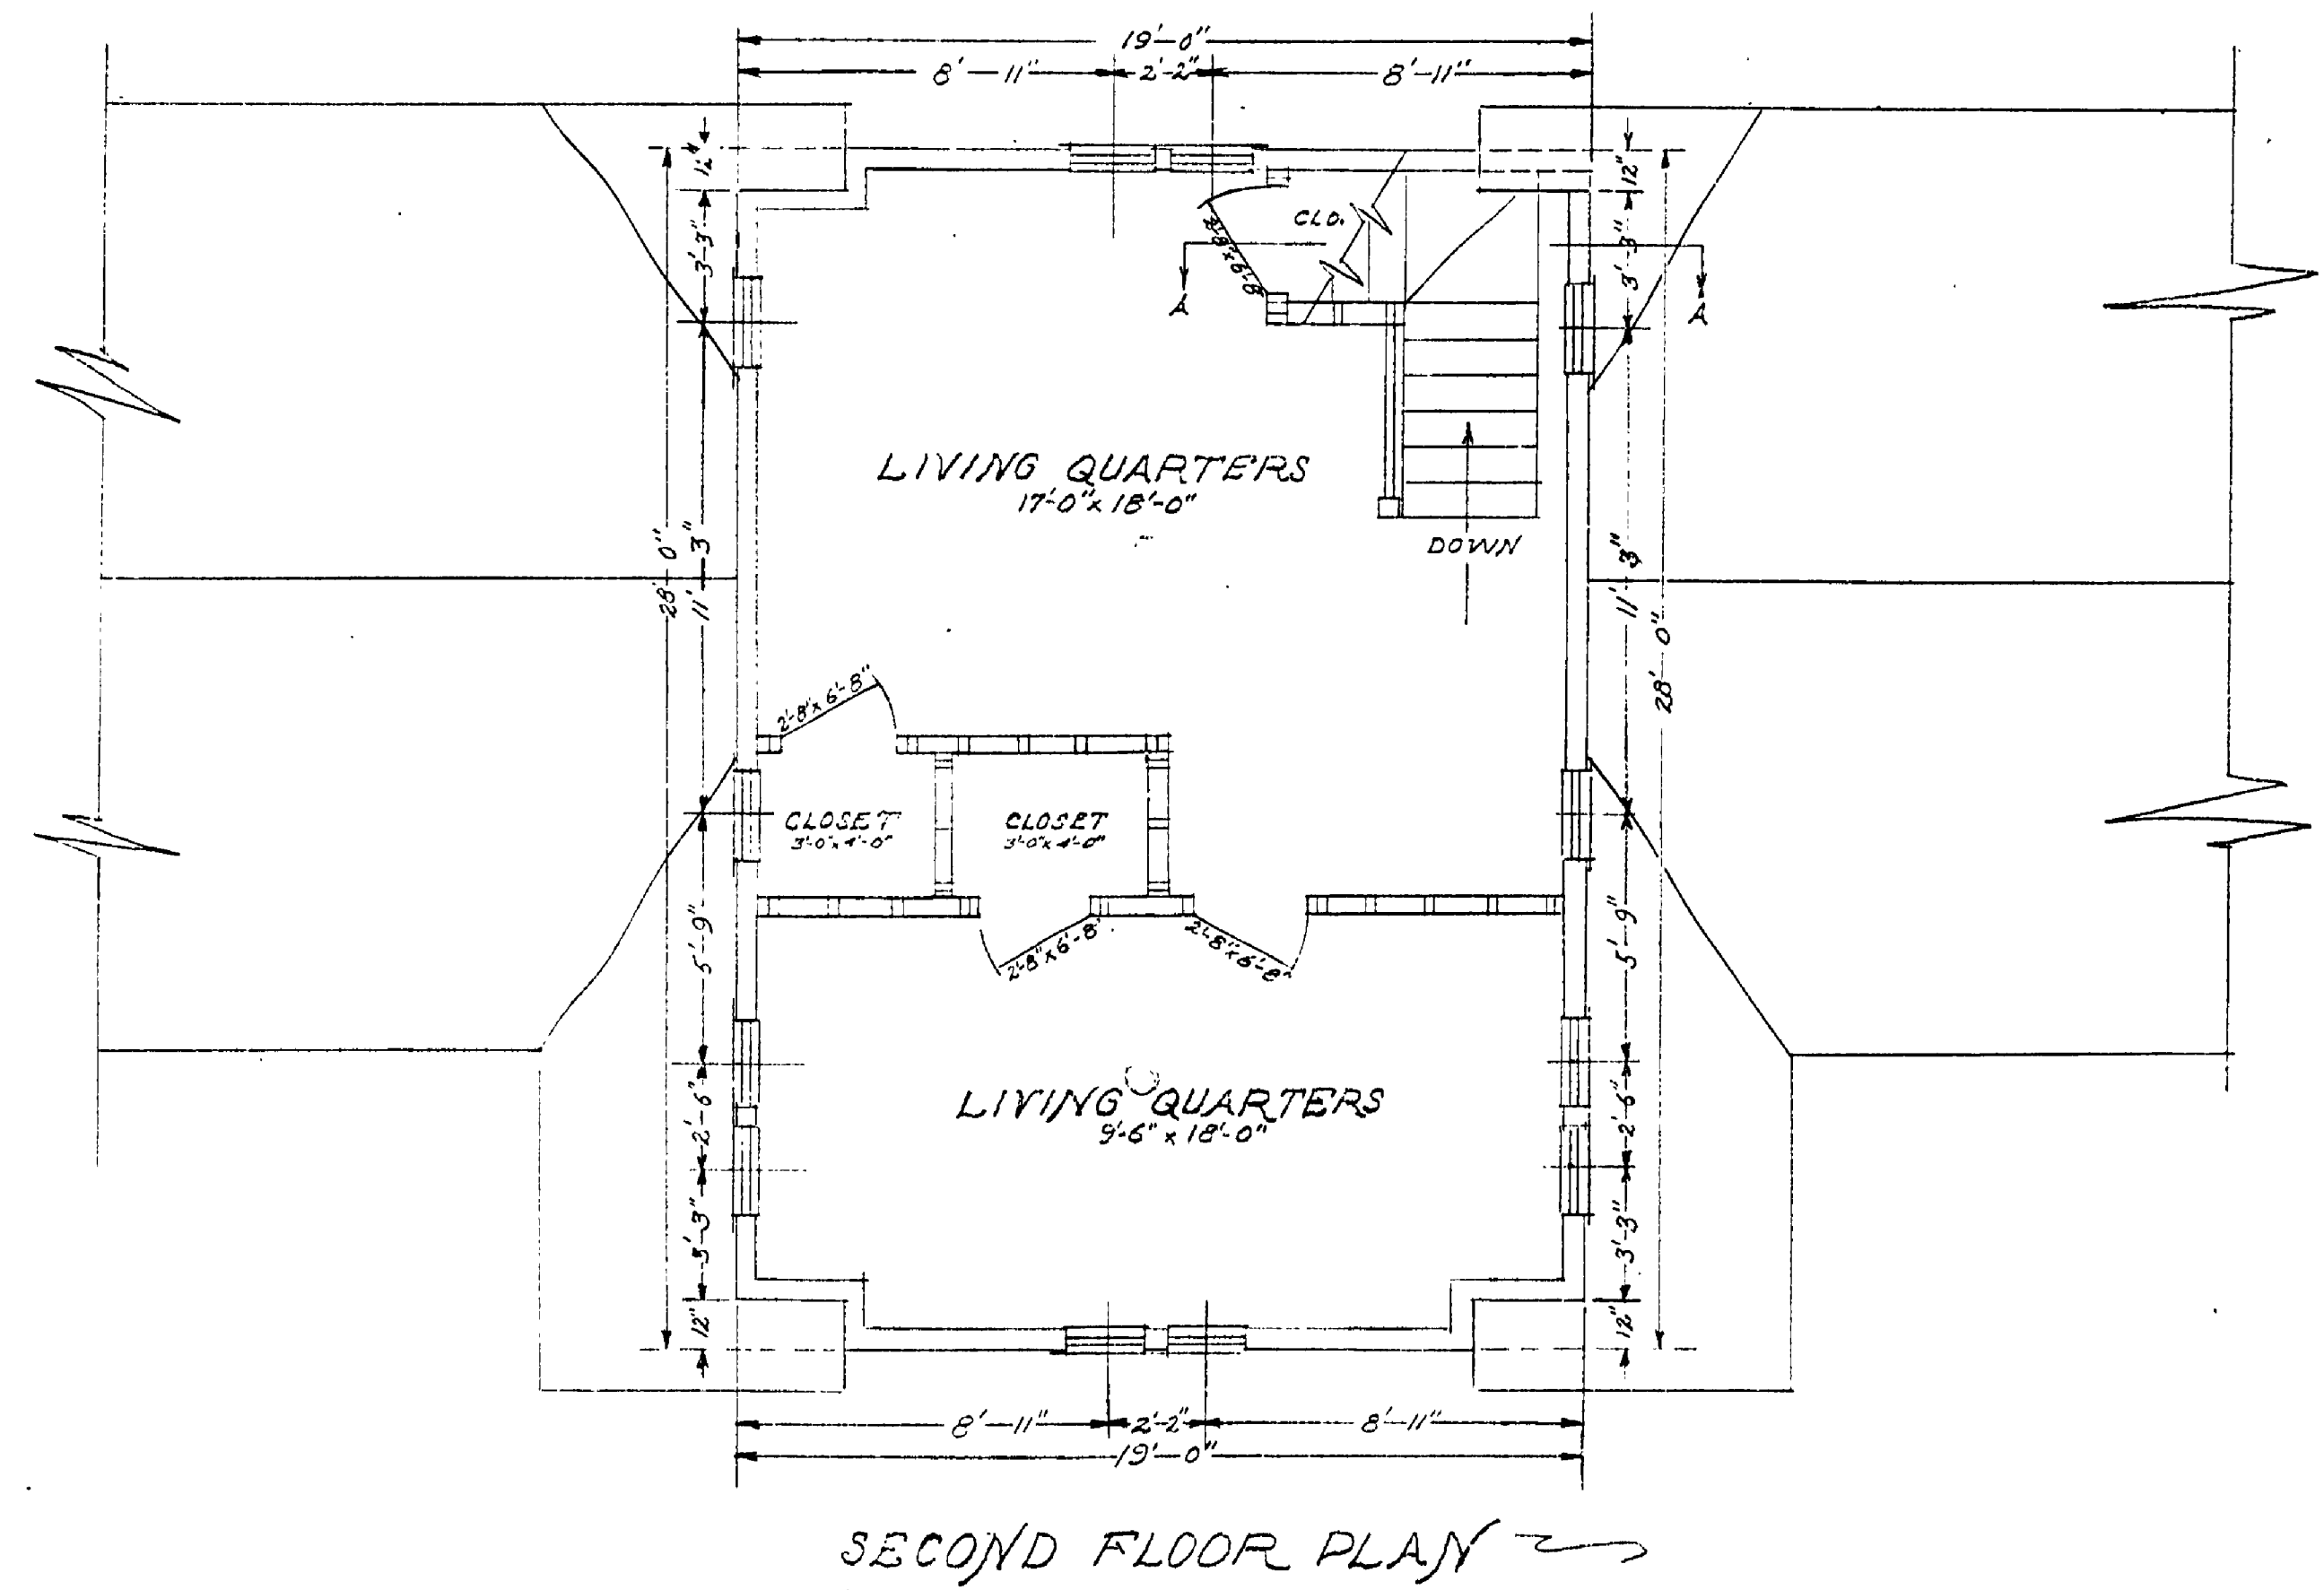 19'-0"
8'-11" 2'-2" 8'-11"
12" 12"
3'-3" 3'-3"
CLO.
A A
LIVING QUARTERS
17'-0" x 18'-0"
DOWN
28'-0" 11'-3" 11'-3" 28'-0"
2'-8" x 6'-8"
CLOSET CLOSET
3'-0" x 4'-0" 3'-0" x 4'-0"
5'-9" 5'-9"
2'-8" x 6'-8" 2'-8" x 6'-8"
LIVING QUARTERS
9'-6" x 18'-0"
2'-6" 2'-6"
3'-3" 3'-3"
12" 12"
8'-11" 2'-2" 8'-11"
19'-0"
SECOND FLOOR PLAN